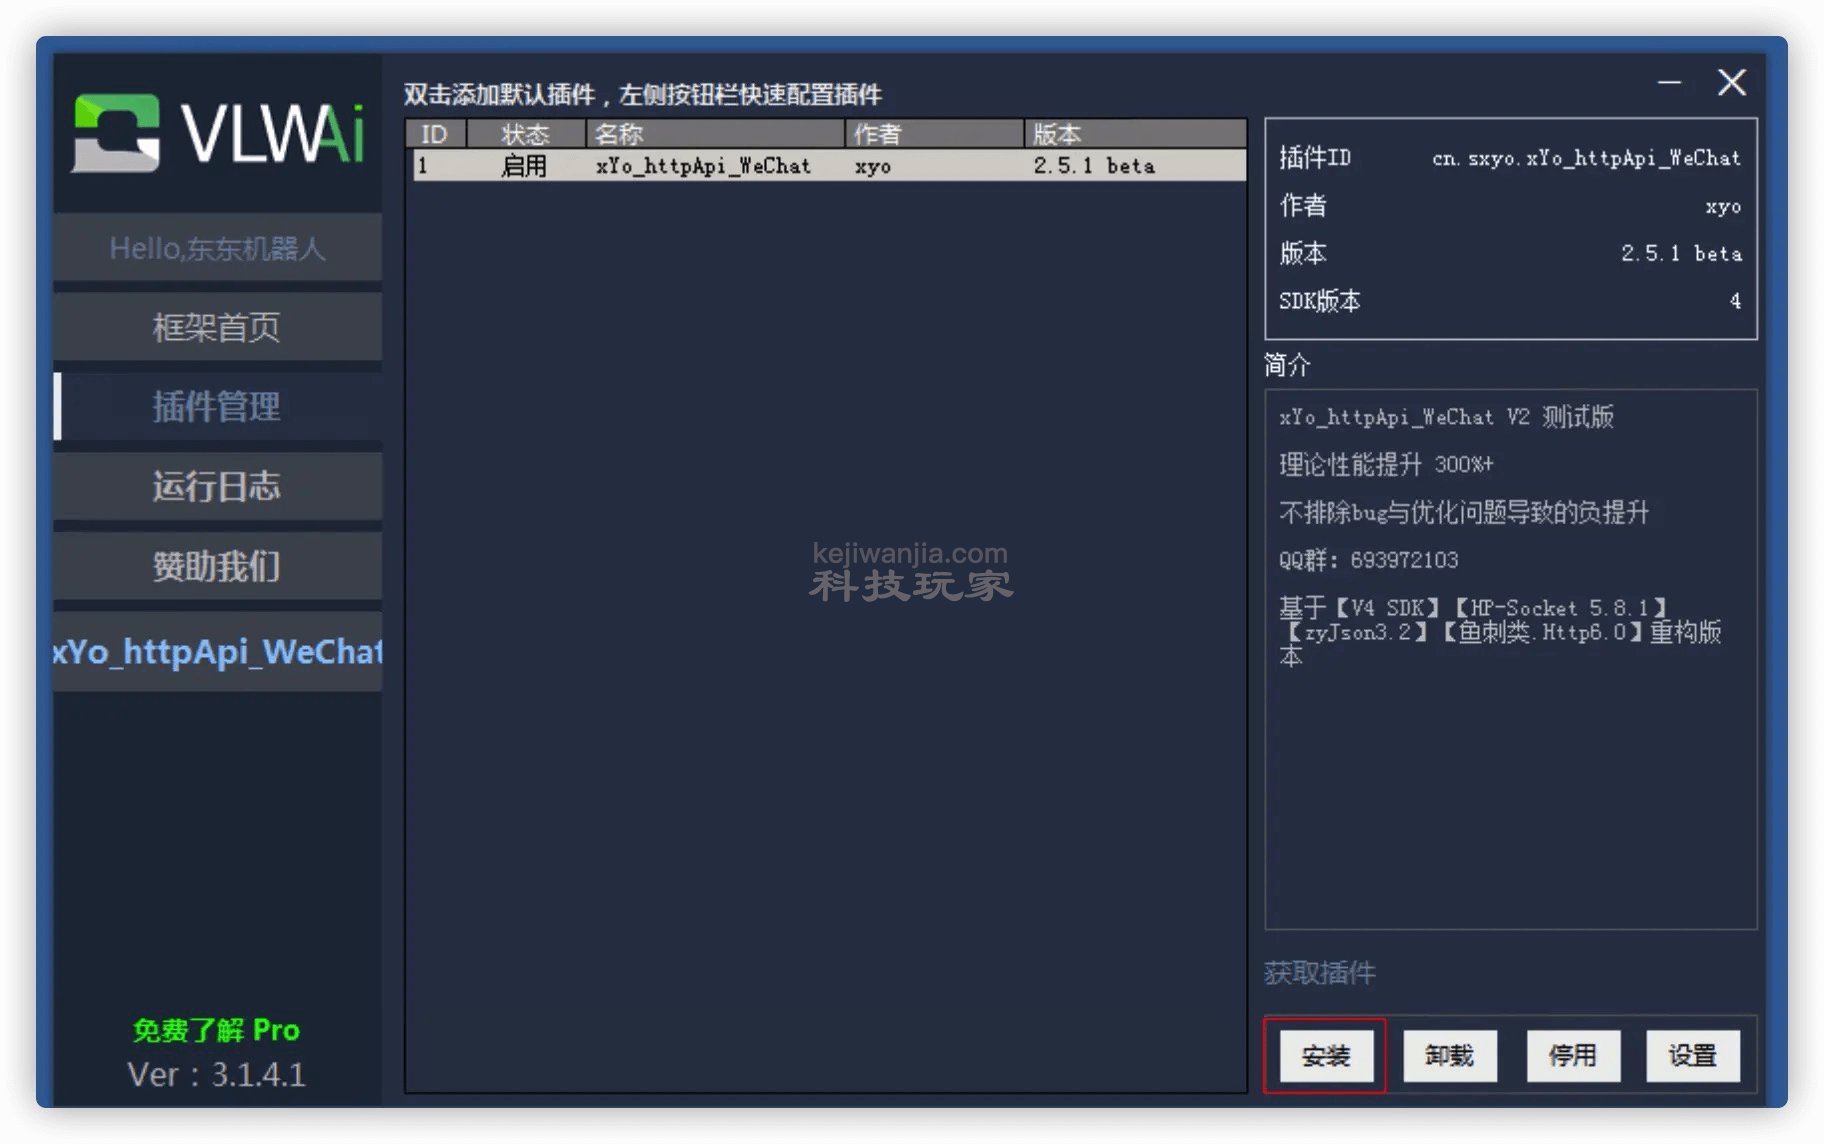 VLWAi
Hello,东东机器人
框架首页
插件管理
运行日志
赞助我们
xYo_httpApi_WeChat
免费了解 Pro
Ver：3.1.4.1
双击添加默认插件，左侧按钮栏快速配置插件
ID 状态 名称 作者 版本
1 启用 xYo_httpApi_WeChat xyo 2.5.1 beta
kejiwanjia.com
科技玩家
插件ID cn.sxyo.xYo_httpApi_WeChat
作者 xyo
版本 2.5.1 beta
SDK版本 4
简介
xYo_httpApi_WeChat V2 测试版
理论性能提升 300%+
不排除bug与优化问题导致的负提升
QQ群：693972103
基于【V4 SDK】【HP-Socket 5.8.1】
【zyJson3.2】【鱼刺类.Http6.0】重构版
本
获取插件
安装 卸载 停用 设置